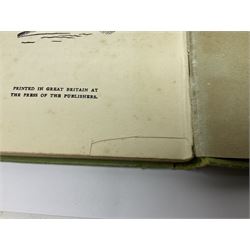 PRINTED IN GREAT BRITAIN AT
THE PRESS OF THE PUBLISHERS.